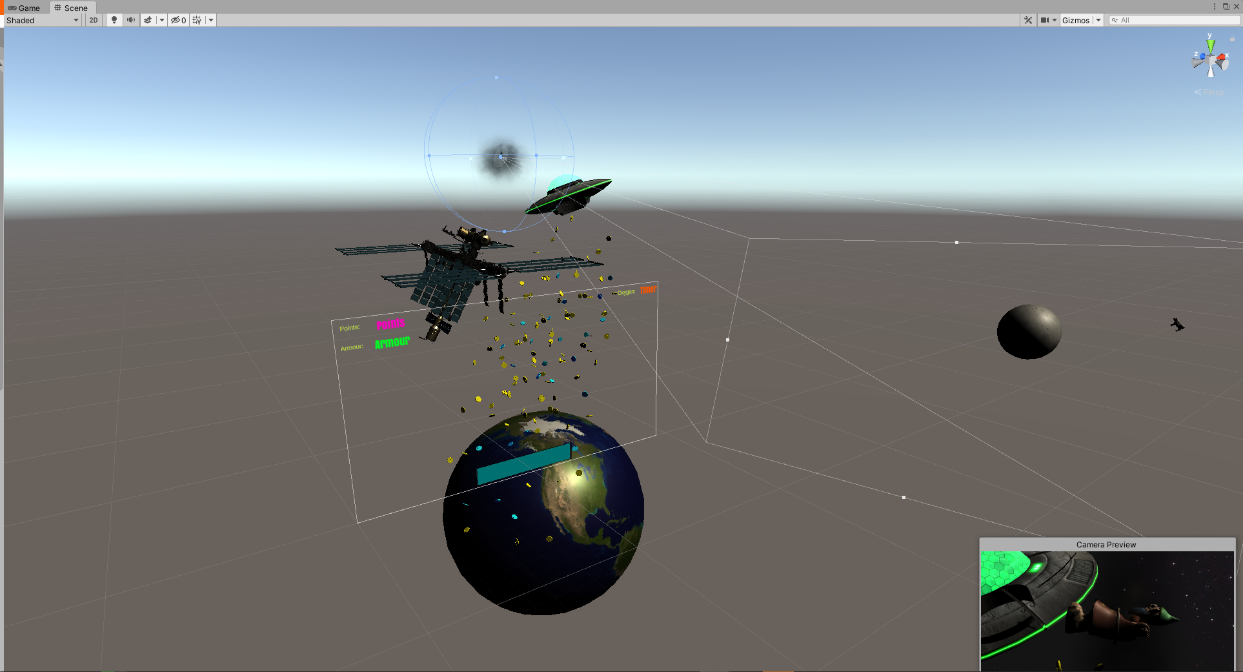 Game Scene
Shaded 2D 0 Gizmos All
y
z x
Persp
Points:
Armour: Armour
Camera Preview